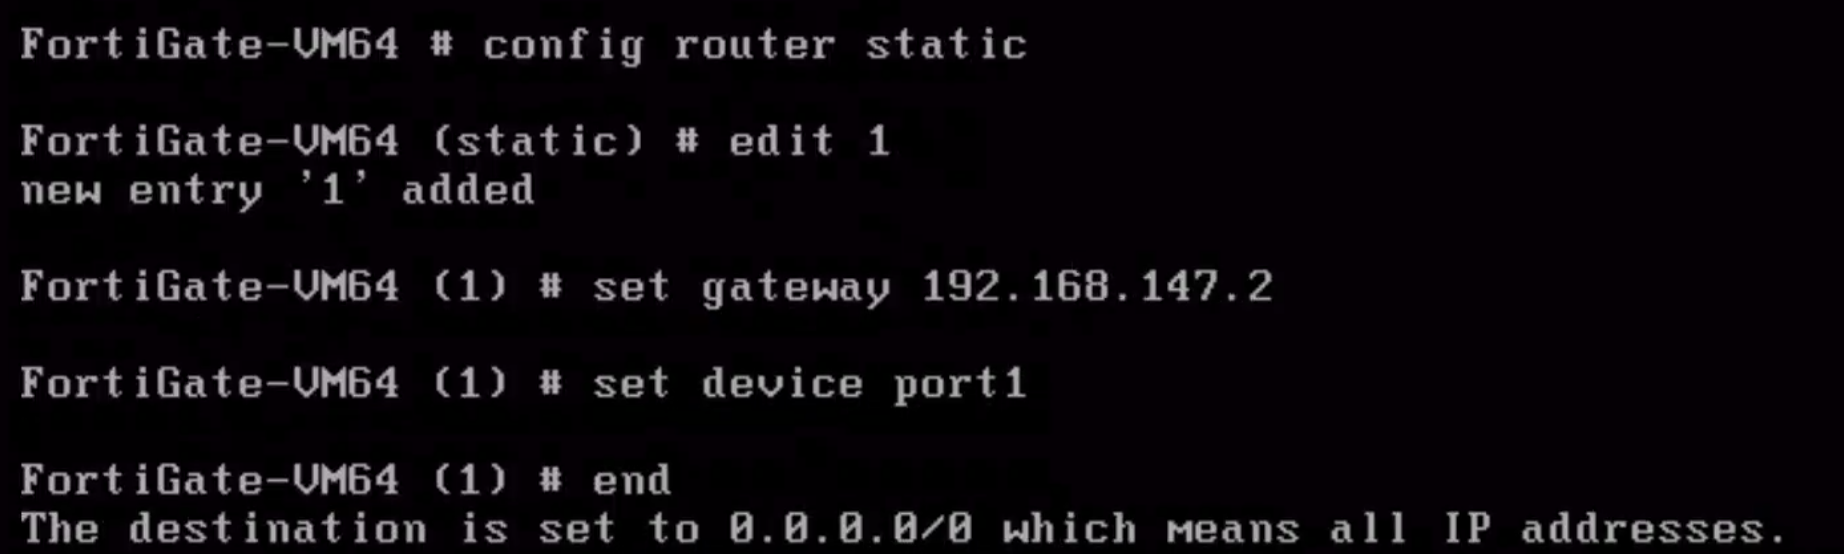 FortiGate-VM64 # config router static
FortiGate-VM64 (static) # edit 1
new entry '1' added
FortiGate-VM64 (1) # set gateway 192.168.147.2
FortiGate-VM64 (1) # set device port1
FortiGate-VM64 (1) # end
The destination is set to 0.0.0.0/0 which means all IP addresses.